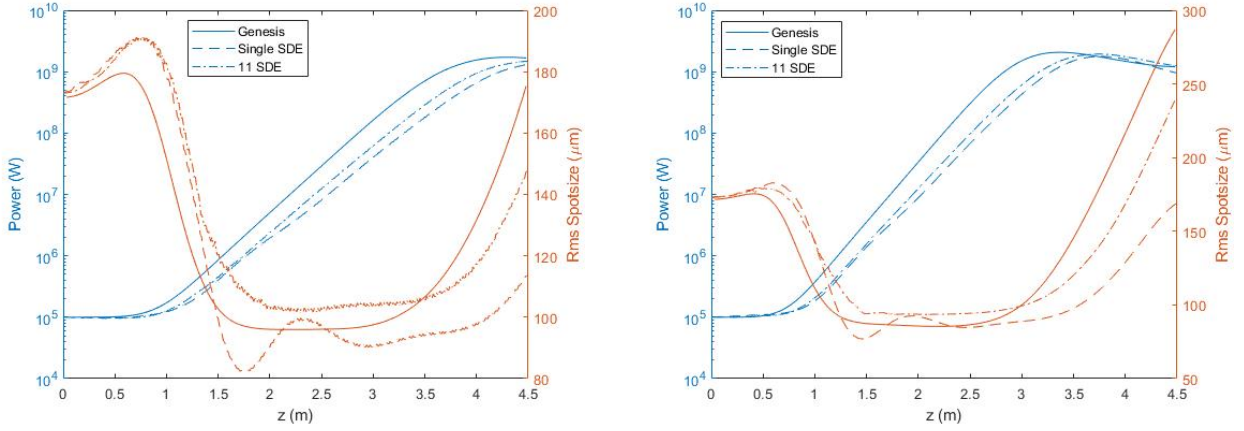 10^10
10^9
10^8
10^7
10^6
10^5
10^4
Power (W)
Genesis
Single SDE
11 SDE
200
180
160
140
120
100
80
Rms Spotsize (μm)
0 0.5 1 1.5 2 2.5 3 3.5 4 4.5
z (m)
10^10
10^9
10^8
10^7
10^6
10^5
10^4
Power (W)
Genesis
Single SDE
11 SDE
300
250
200
150
100
50
Rms Spotsize (μm)
0 0.5 1 1.5 2 2.5 3 3.5 4 4.5
z (m)